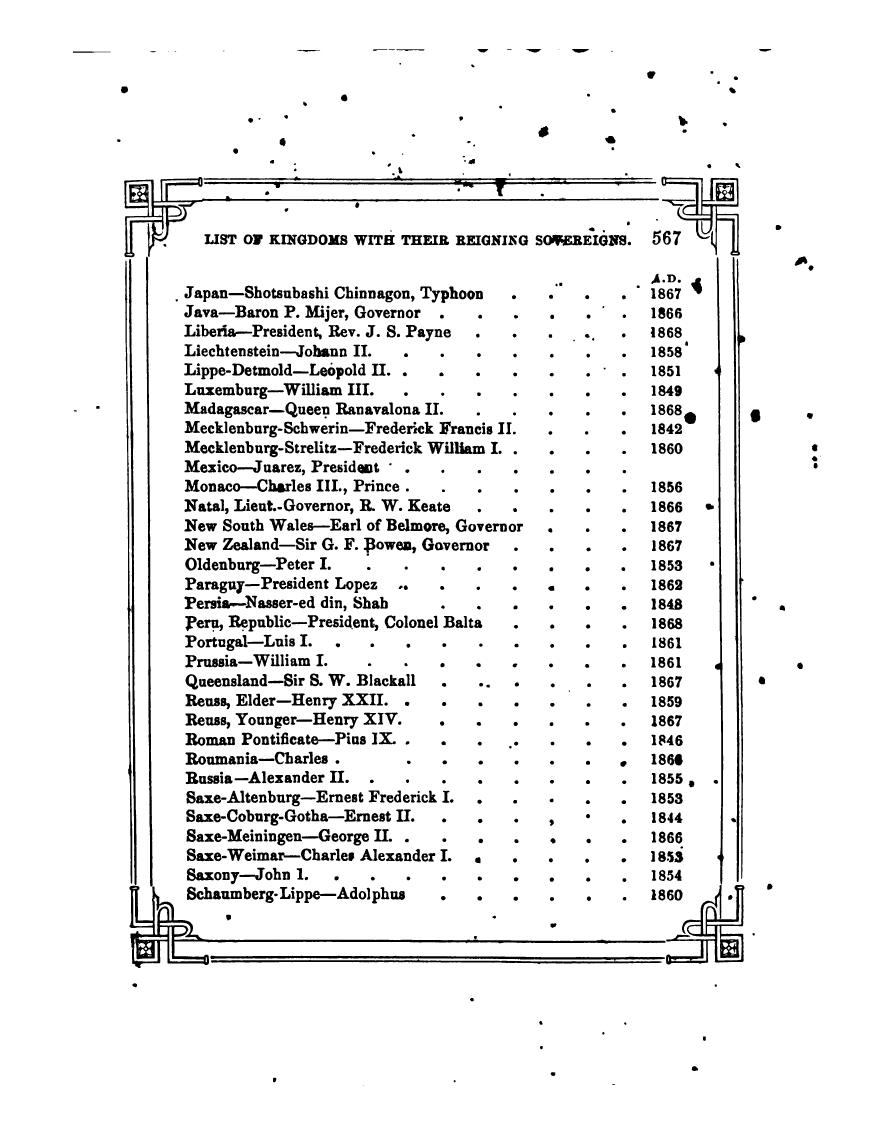 LIST OF KINGDOMS WITH THEIR REIGNING SOVEREIGNS. 567
A.D.
Japan—Shotsubashi Chinnagon, Typhoon . . . . 1867
Java—Baron P. Mijer, Governor . . . . . . 1866
Liberia—President, Rev. J. S. Payne . . . . . 1868
Liechtenstein—Johann II. . . . . . . . 1858
Lippe-Detmold—Leopold II. . . . . . . . 1851
Luxemburg—William III. . . . . . . . 1849
Madagascar—Queen Ranavalona II. . . . . . 1868
Mecklenburg-Schwerin—Frederick Francis II. . . . 1842
Mecklenburg-Strelitz—Frederick William I. . . . . 1860
Mexico—Juarez, President . . . . . . .
Monaco—Charles III., Prince . . . . . . . 1856
Natal, Lieut.-Governor, R. W. Keate . . . . . 1866
New South Wales—Earl of Belmore, Governor . . . 1867
New Zealand—Sir G. F. Bowen, Governor . . . . 1867
Oldenburg—Peter I. . . . . . . . . 1853
Paraguy—President Lopez . . . . . . . 1862
Persia—Nasser-ed din, Shah . . . . . . 1848
Peru, Republic—President, Colonel Balta . . . . 1868
Portugal—Luis I. . . . . . . . . . 1861
Prussia—William I. . . . . . . . . 1861
Queensland—Sir S. W. Blackall . . . . . . 1867
Reuss, Elder—Henry XXII. . . . . . . . 1859
Reuss, Younger—Henry XIV. . . . . . . 1867
Roman Pontificate—Pius IX. . . . . . . . 1846
Roumania—Charles . . . . . . . . 1866
Russia—Alexander II. . . . . . . . . 1855
Saxe-Altenburg—Ernest Frederick I. . . . . . 1853
Saxe-Coburg-Gotha—Ernest II. . . . , . . 1844
Saxe-Meiningen—George II. . . . . . . . 1866
Saxe-Weimar—Charles Alexander I. . . . . . 1853
Saxony—John 1. . . . . . . . . . 1854
Schaumberg-Lippe—Adolphus . . . . . . 1860